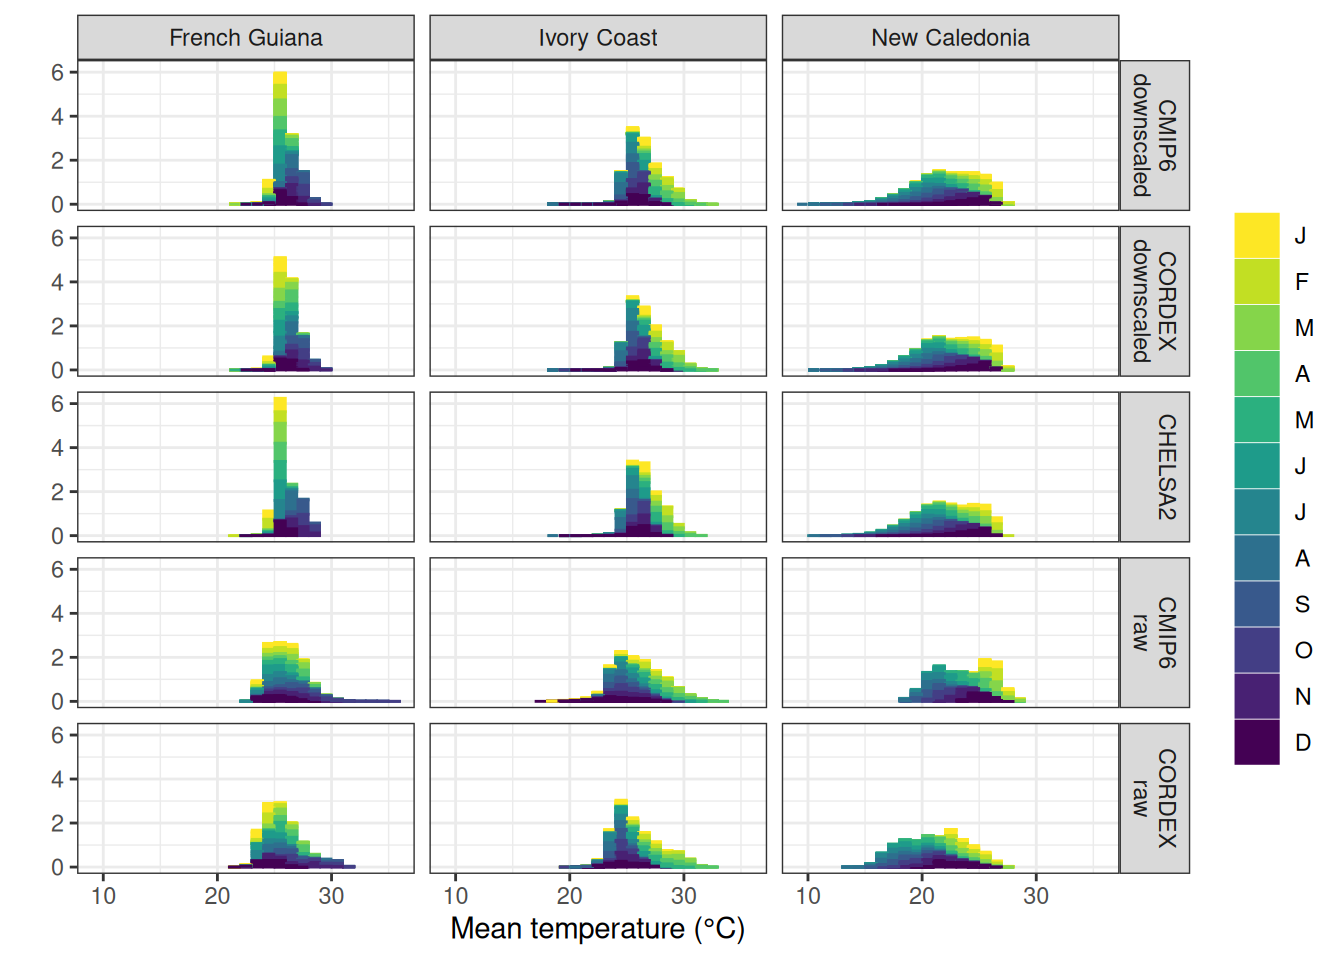 French Guiana
Ivory Coast
New Caledonia
6
4
2
0
CMIP6
downscaled
6
4
2
0
CORDEX
downscaled
6
4
2
0
CHELSA2
6
4
2
0
CMIP6
raw
6
4
2
0
CORDEX
raw
10 20 30 10 20 30 10 20 30
Mean temperature (°C)
J
F
M
A
M
J
J
A
S
O
N
D